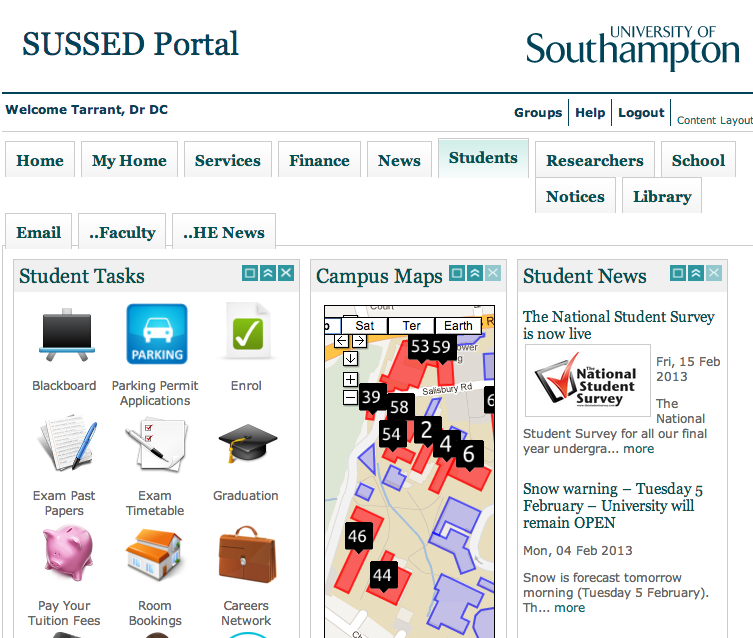 SUSSED Portal
UNIVERSITY OF
Southampton
Welcome Tarrant, Dr DC
Groups Help Logout Content Layout
Home My Home Services Finance News Students Researchers School
Notices Library
Email ..Faculty ..HE News
Student Tasks
Blackboard
Parking Permit
Applications
Enrol
PARKING
Exam Past
Papers
Exam
Timetable
Graduation
Pay Your
Tuition Fees
Room
Bookings
Careers
Network
Campus Maps
Court
Sat Ter Earth
53 59
Salisbury Rd
39
58
54
2
4
6
46
44
Student News
The National Student Survey
is now live
The
National
Student
Survey
Fri, 15 Feb
2013
The
National
Student Survey for all our final
year undergra... more
Snow warning – Tuesday 5
February – University will
remain OPEN
Mon, 04 Feb 2013
Snow is forecast tomorrow
morning (Tuesday 5 February).
Th... more